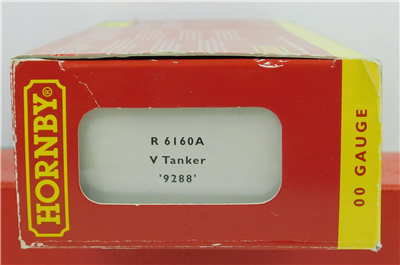 HORNBY®
R 6160A
V Tanker
'9288'
00 GAUGE